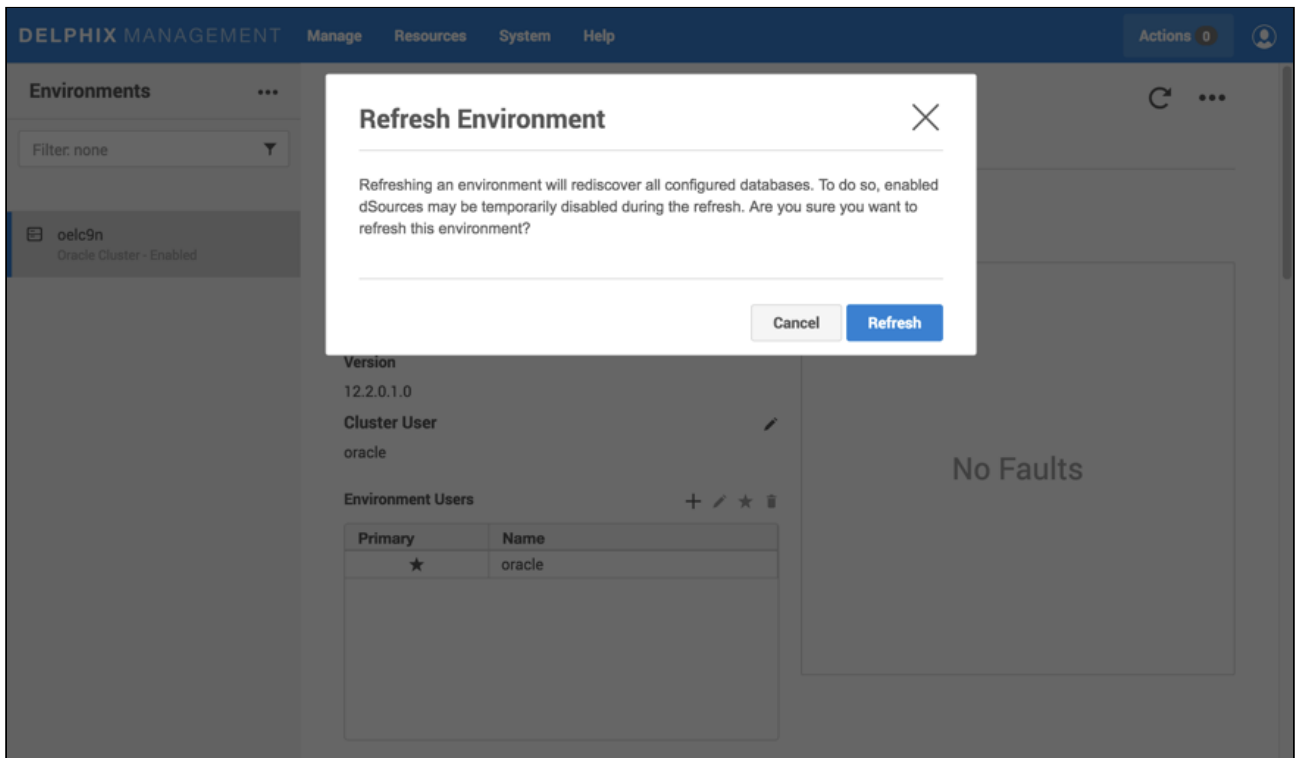 DELPHIX MANAGEMENT Manage Resources System Help Actions 0
Environments
Filter: none
oelc9n
Oracle Cluster - Enabled
Refresh Environment
Refreshing an environment will rediscover all configured databases. To do so, enabled
dSources may be temporarily disabled during the refresh. Are you sure you want to
refresh this environment?
Cancel Refresh
Version
12.2.0.1.0
Cluster User
oracle
Environment Users
Primary Name
oracle
No Faults